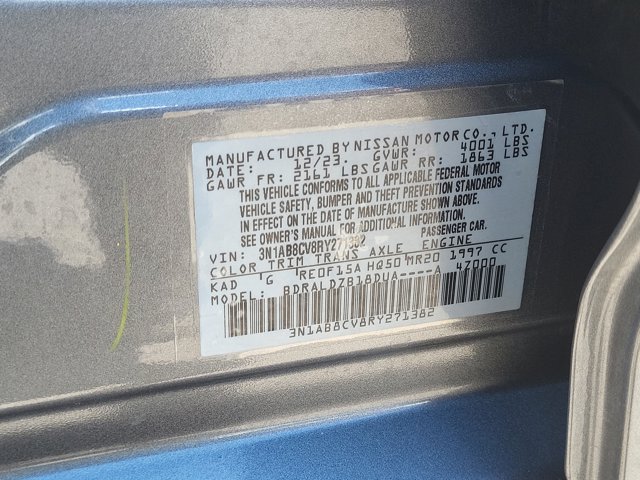 MANUFACTURED BY NISSAN MOTOR CO., LTD.
DATE: 12/23. GVWR: 4001 LBS
GAWR FR: 2161 LBS GAWR RR: 1863 LBS
THIS VEHICLE CONFORMS TO ALL APPLICABLE FEDERAL MOTOR
VEHICLE SAFETY, BUMPER AND THEFT PREVENTION STANDARDS
IN EFFECT ON THE DATE OF MANUFACTURE SHOWN ABOVE.
SEE OWNER'S MANUAL FOR ADDITIONAL INFORMATION.
VIN: 3N1AB8CV8RY271382 PASSENGER CAR.
COLOR TRIM TRANS AXLE ENGINE
KAD G RE0F15A HQ50 MR20 1997 CC
MODEL: BDRALDZB18DUA----A 4Z000
3N1AB8CV8RY271382